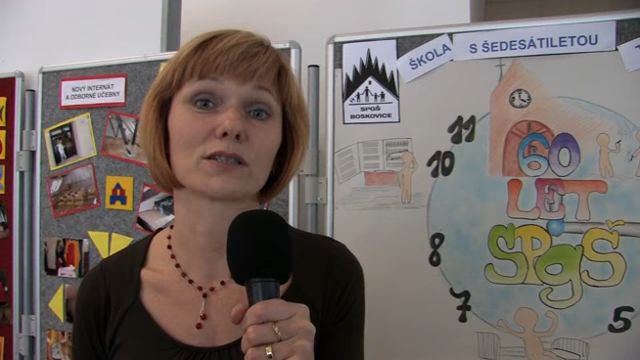 NOVÝ INTERNÁT
A ODBORNÉ UČEBNY
SPGŠ
BOSKOVICE
ŠKOLA
S ŠEDESÁTILETOU
60
LET
SPgŠ
11
10
8
7
5